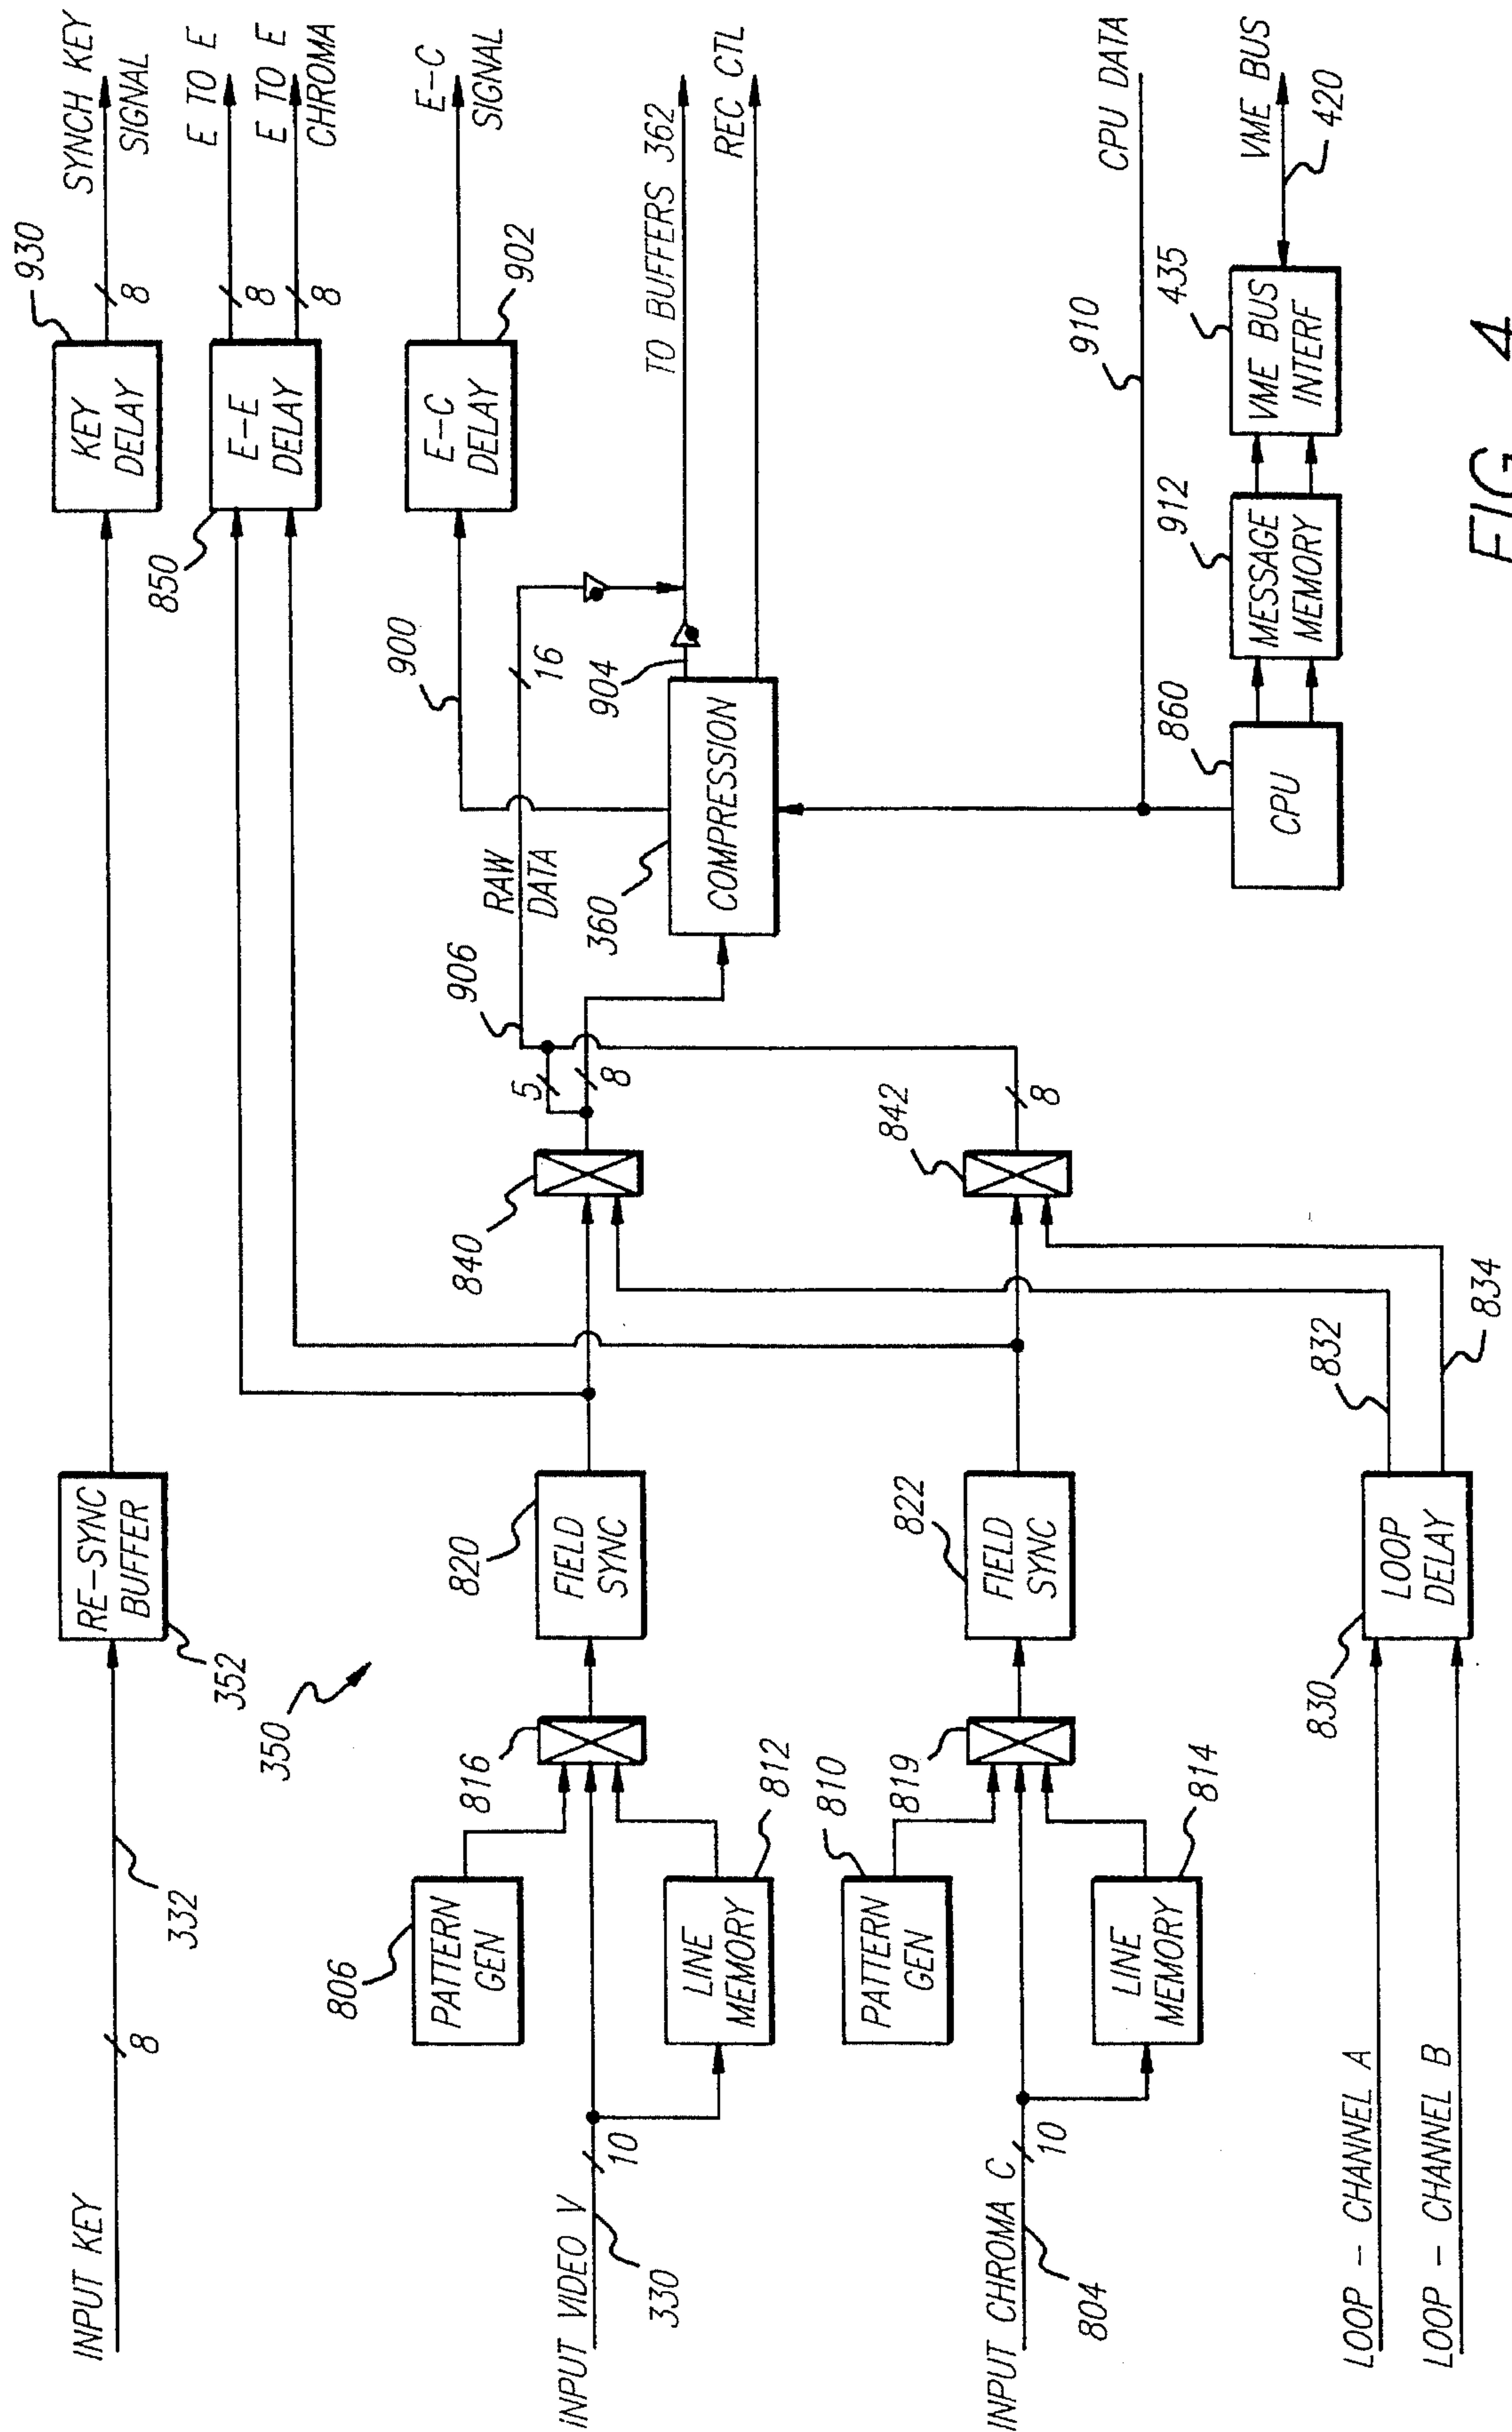 INPUT KEY
8
332
RE-SYNC
BUFFER
352
350
KEY
DELAY
930
8
SYNCH KEY
SIGNAL
E-E
DELAY
850
8
8
E TO E
E TO E
CHROMA
INPUT VIDEO V
330
10
806
PATTERN
GEN
LINE
MEMORY
812
816
820
FIELD
SYNC
840
5
8
906
RAW
DATA
16
900
E-C
DELAY
902
E-C
SIGNAL
360
COMPRESSION
904
TO BUFFERS 362
REC CTL
INPUT CHROMA C
804
10
810
PATTERN
GEN
LINE
MEMORY
814
819
822
FIELD
SYNC
842
8
LOOP - CHANNEL A
LOOP - CHANNEL B
830
LOOP
DELAY
832
834
910
CPU DATA
860
CPU
912
MESSAGE
MEMORY
435
VME BUS
INTERF
VME BUS
420
FIG 4